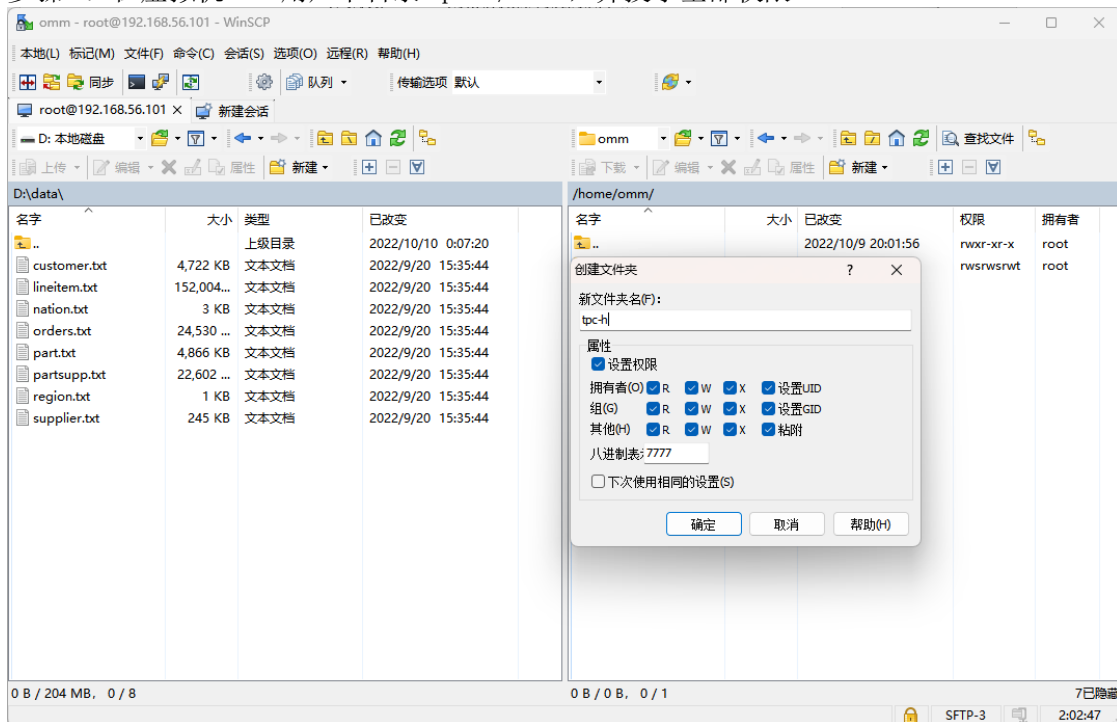 omm - root@192.168.56.101 - WinSCP
本地(L) 标记(M) 文件(F) 命令(C) 会话(S) 选项(O) 远程(R) 帮助(H)
同步 队列 传输选项 默认
root@192.168.56.101 × 新建会话
D: 本地磁盘
omm 查找文件
上传 编辑 属性 新建
下载 编辑 属性 新建
D:\data\
名字 大小 类型 已改变
.. 上级目录 2022/10/10 0:07:20
customer.txt 4,722 KB 文本文档 2022/9/20 15:35:44
lineitem.txt 152,004... 文本文档 2022/9/20 15:35:44
nation.txt 3 KB 文本文档 2022/9/20 15:35:44
orders.txt 24,530 ... 文本文档 2022/9/20 15:35:44
part.txt 4,866 KB 文本文档 2022/9/20 15:35:44
partsupp.txt 22,602 ... 文本文档 2022/9/20 15:35:44
region.txt 1 KB 文本文档 2022/9/20 15:35:44
supplier.txt 245 KB 文本文档 2022/9/20 15:35:44
/home/omm/
名字 大小 已改变 权限 拥有者
.. 2022/10/9 20:01:56 rwxr-xr-x root
rwsrwsrwt root
创建文件夹 ? ×
新文件夹名(F):
tpc-h
属性
设置权限
拥有者(O) R W X 设置UID
组(G) R W X 设置GID
其他(H) R W X 粘附
八进制表 7777
下次使用相同的设置(S)
确定 取消 帮助(H)
0 B / 204 MB, 0 / 8
0 B / 0 B, 0 / 1
7已隐藏
SFTP-3 2:02:47